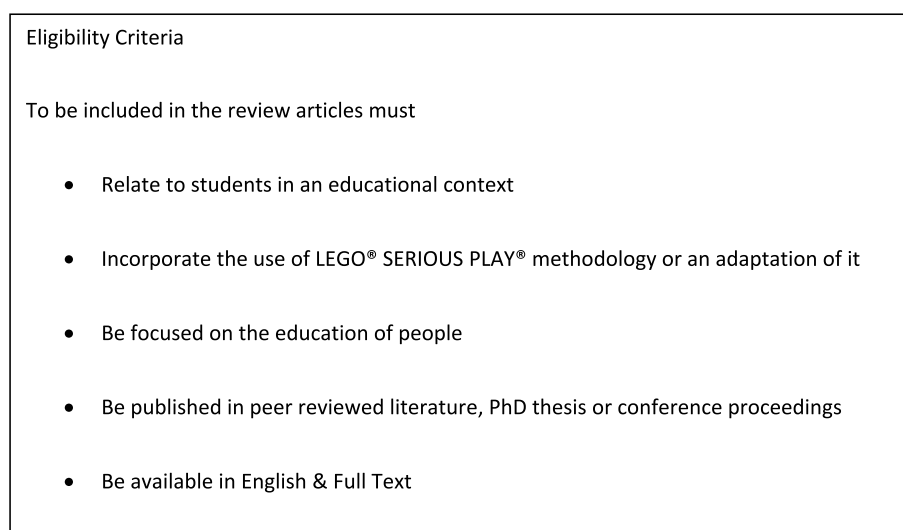 Eligibility Criteria
To be included in the review articles must
• Relate to students in an educational context
• Incorporate the use of LEGO® SERIOUS PLAY® methodology or an adaptation of it
• Be focused on the education of people
• Be published in peer reviewed literature, PhD thesis or conference proceedings
• Be available in English & Full Text